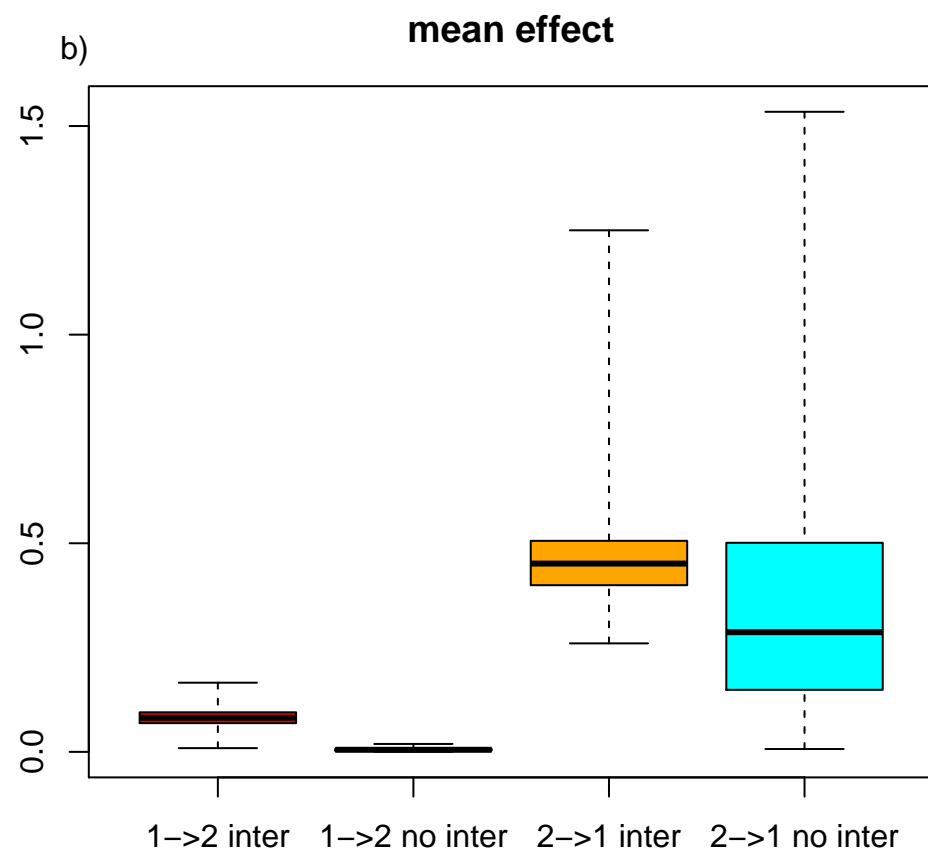 mean effect
b)
1.5
1.0
0.5
0.0
1−>2 inter 1−>2 no inter 2−>1 inter 2−>1 no inter